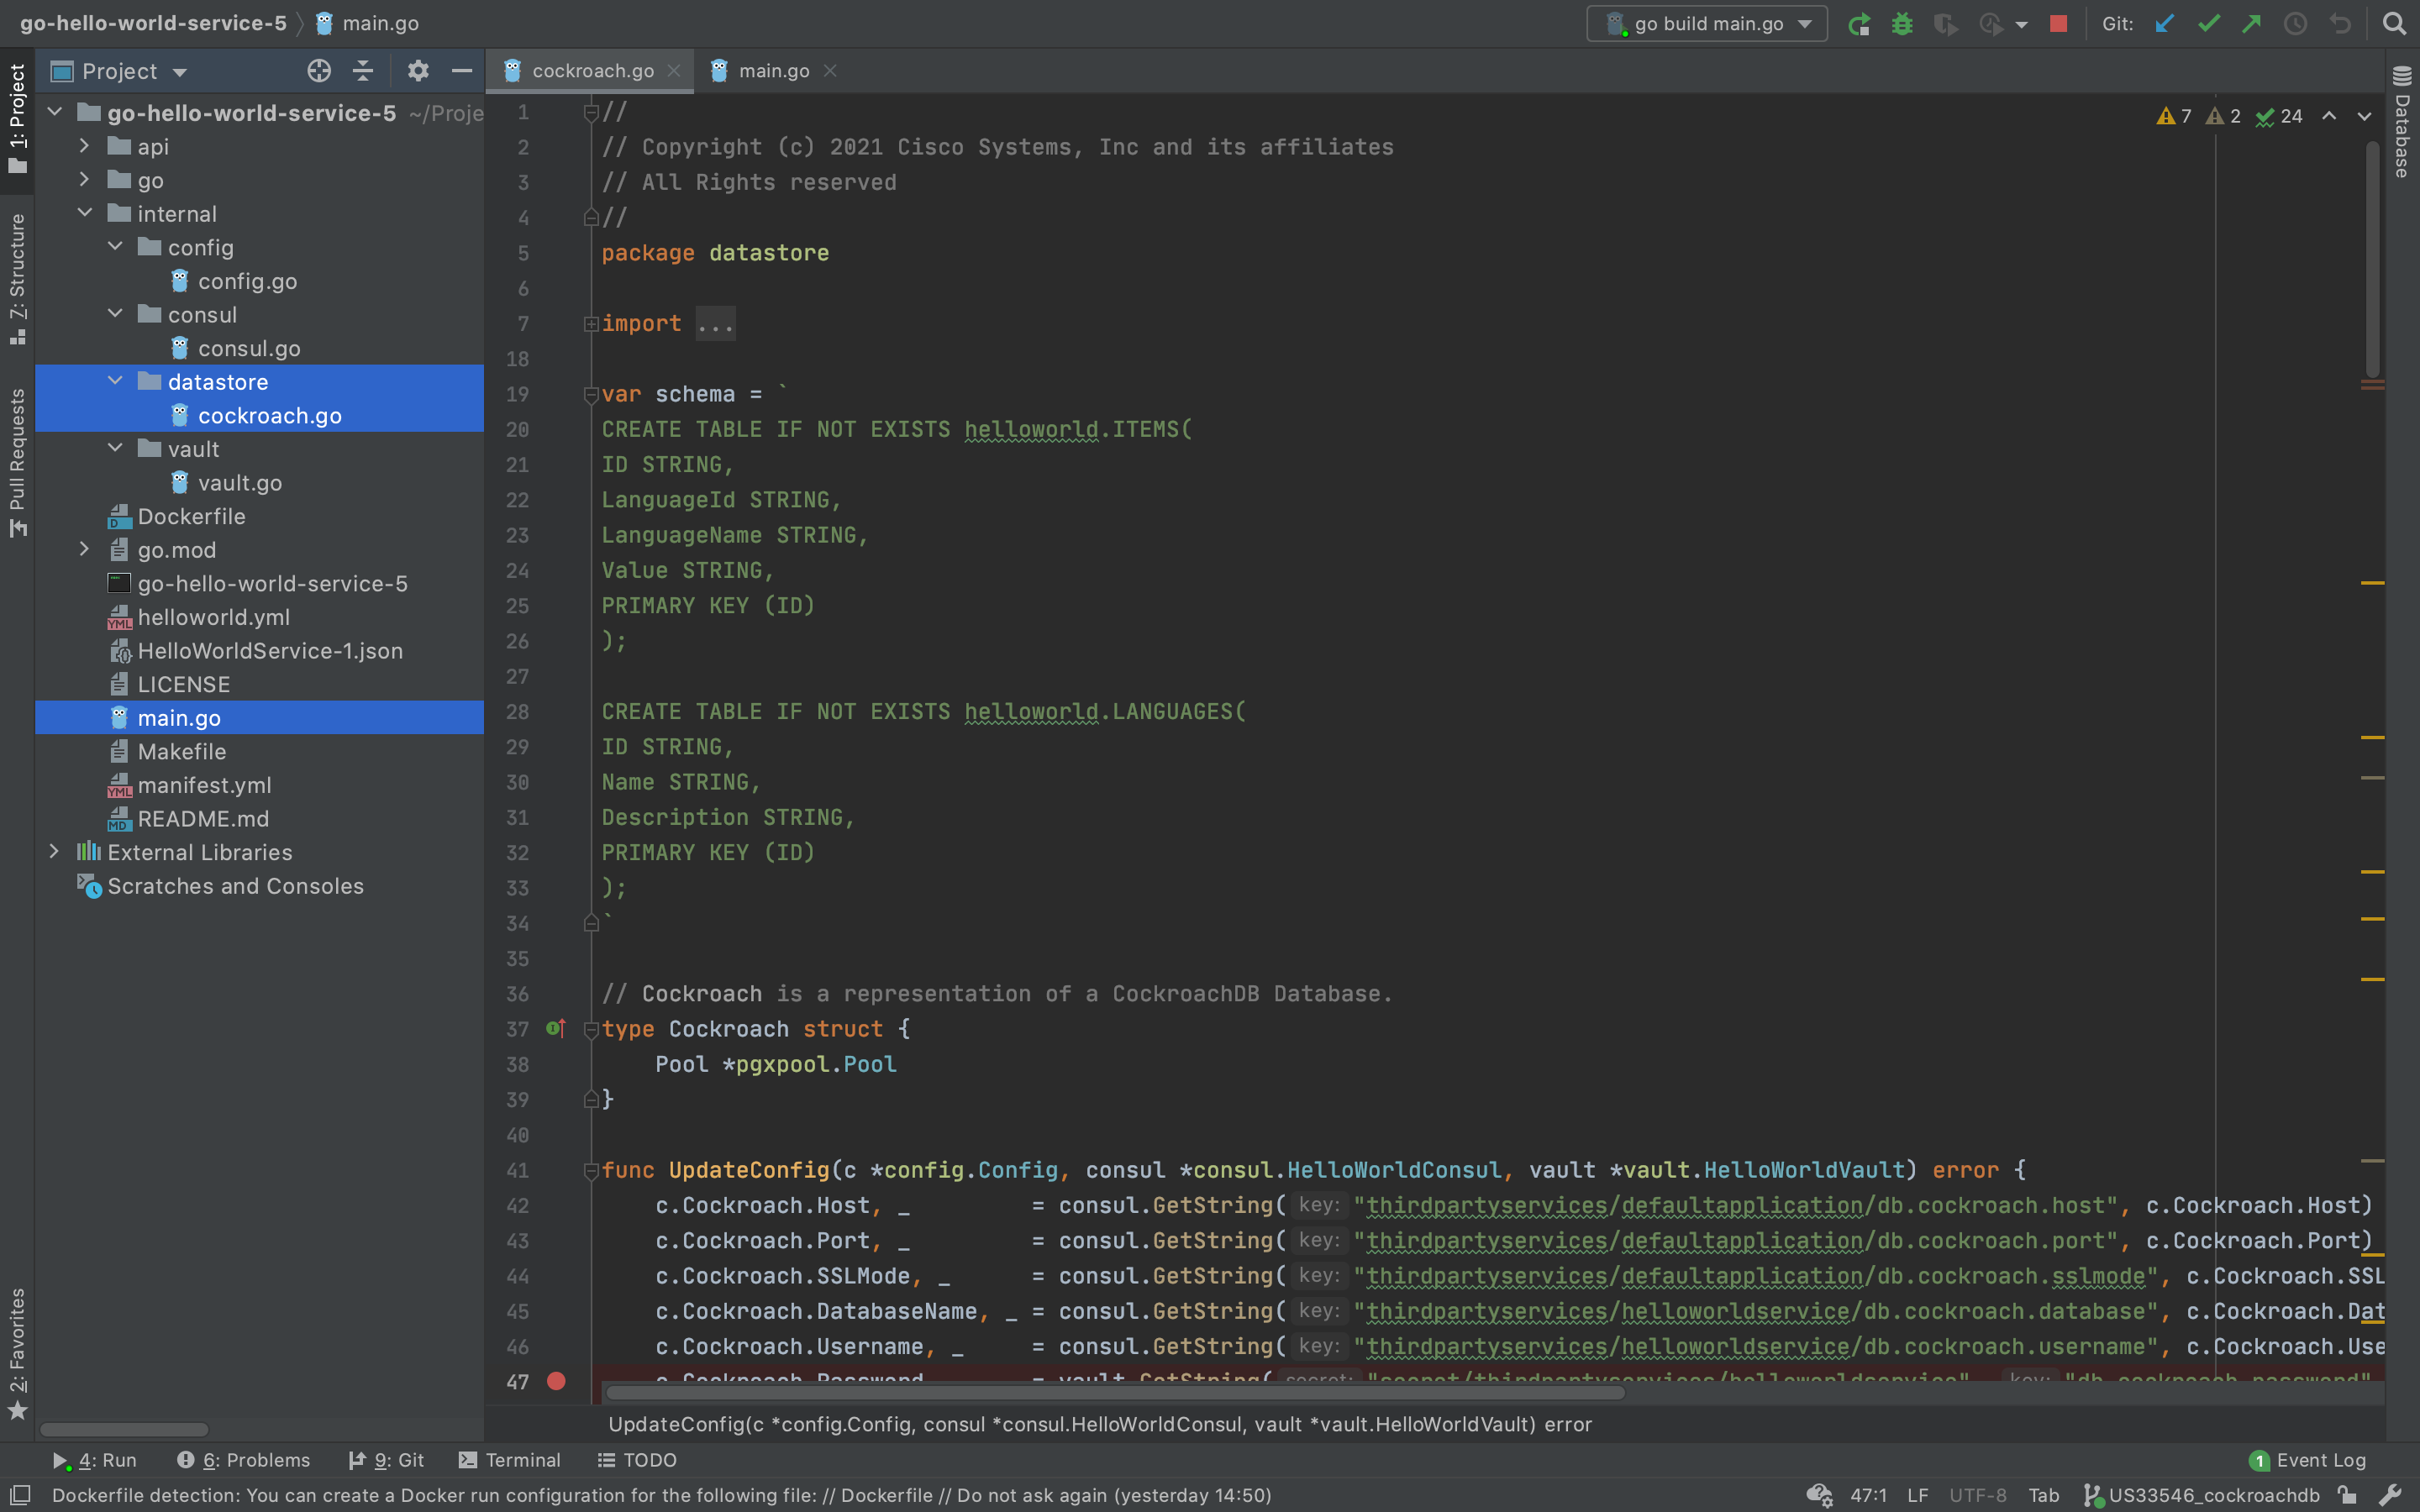 go-hello-world-service-5 main.go
go build main.go
Git:
1: Project
7: Structure
Pull Requests
2: Favorites
Database
Project
cockroach.go
main.go
go-hello-world-service-5 ~/Proje
api
go
internal
config
config.go
consul
consul.go
datastore
cockroach.go
vault
vault.go
Dockerfile
go.mod
go-hello-world-service-5
helloworld.yml
HelloWorldService-1.json
LICENSE
main.go
Makefile
manifest.yml
README.md
External Libraries
Scratches and Consoles
7 2 24
1 //
2 // Copyright (c) 2021 Cisco Systems, Inc and its affiliates
3 // All Rights reserved
4 //
5 package datastore
6
7 import ...
18
19 var schema = `
20 CREATE TABLE IF NOT EXISTS helloworld.ITEMS(
21 ID STRING,
22 LanguageId STRING,
23 LanguageName STRING,
24 Value STRING,
25 PRIMARY KEY (ID)
26 );
27
28 CREATE TABLE IF NOT EXISTS helloworld.LANGUAGES(
29 ID STRING,
30 Name STRING,
31 Description STRING,
32 PRIMARY KEY (ID)
33 );
34 `
35
36 // Cockroach is a representation of a CockroachDB Database.
37 type Cockroach struct {
38 Pool *pgxpool.Pool
39 }
40
41 func UpdateConfig(c *config.Config, consul *consul.HelloWorldConsul, vault *vault.HelloWorldVault) error {
42 c.Cockroach.Host, _ = consul.GetString( key: "thirdpartyservices/defaultapplication/db.cockroach.host", c.Cockroach.Host)
43 c.Cockroach.Port, _ = consul.GetString( key: "thirdpartyservices/defaultapplication/db.cockroach.port", c.Cockroach.Port)
44 c.Cockroach.SSLMode, _ = consul.GetString( key: "thirdpartyservices/defaultapplication/db.cockroach.sslmode", c.Cockroach.SSL
45 c.Cockroach.DatabaseName, _ = consul.GetString( key: "thirdpartyservices/helloworldservice/db.cockroach.database", c.Cockroach.Dat
46 c.Cockroach.Username, _ = consul.GetString( key: "thirdpartyservices/helloworldservice/db.cockroach.username", c.Cockroach.Use
47 c.Cockroach.Password = vault.GetString( secret: "secret/thirdpartyservices/helloworldservice", key: "db.cockroach.password"
UpdateConfig(c *config.Config, consul *consul.HelloWorldConsul, vault *vault.HelloWorldVault) error
4: Run 6: Problems 9: Git Terminal TODO 1 Event Log
Dockerfile detection: You can create a Docker run configuration for the following file: // Dockerfile // Do not ask again (yesterday 14:50) 47:1 LF UTF-8 Tab US33546_cockroachdb